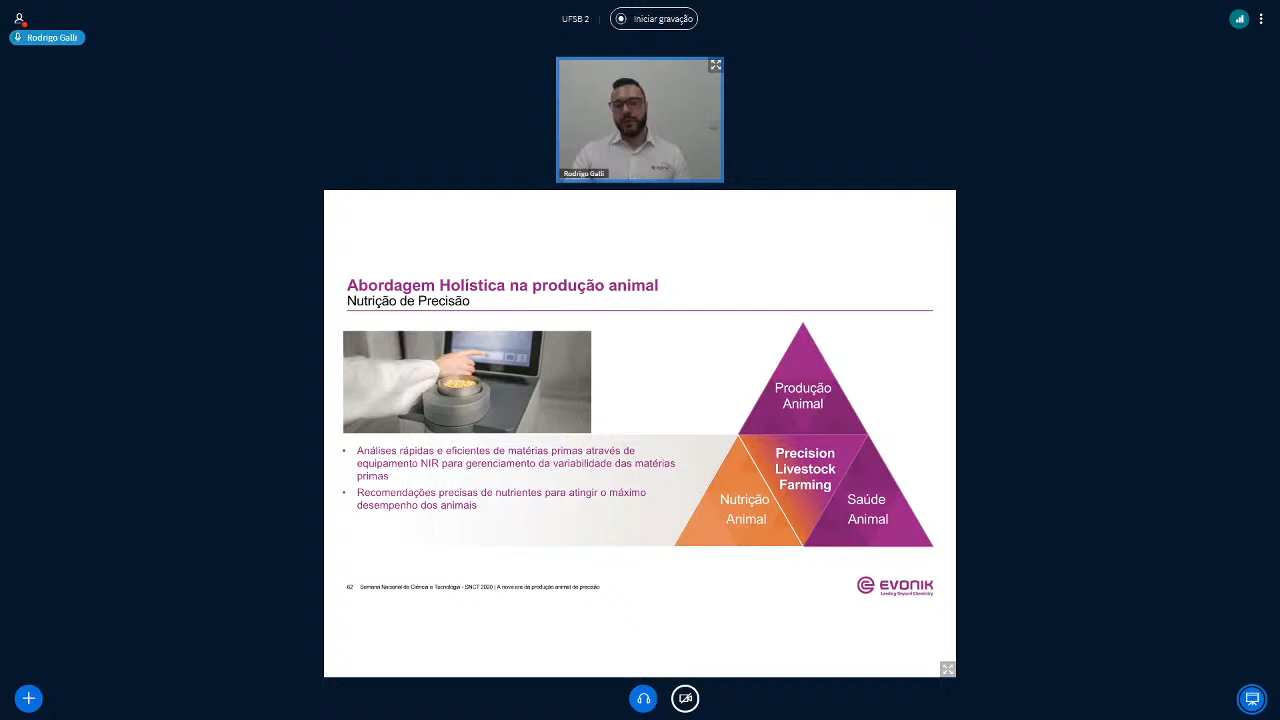 UFSB 2
Iniciar gravação
Rodrigo Galli
Rodrigo Galli
Abordagem Holística na produção animal
Nutrição de Precisão
Produção
Animal
Precision
Livestock
Farming
Nutrição
Animal
Saúde
Animal
• Análises rápidas e eficientes de matérias primas através de
equipamento NIR para gerenciamento da variabilidade das matérias
primas
• Recomendações precisas de nutrientes para atingir o máximo
desempenho dos animais
62 Semana Nacional de Ciência e Tecnologia - SNCT 2020 | A nova era da produção animal de precisão
EVONIK
Leading Beyond Chemistry